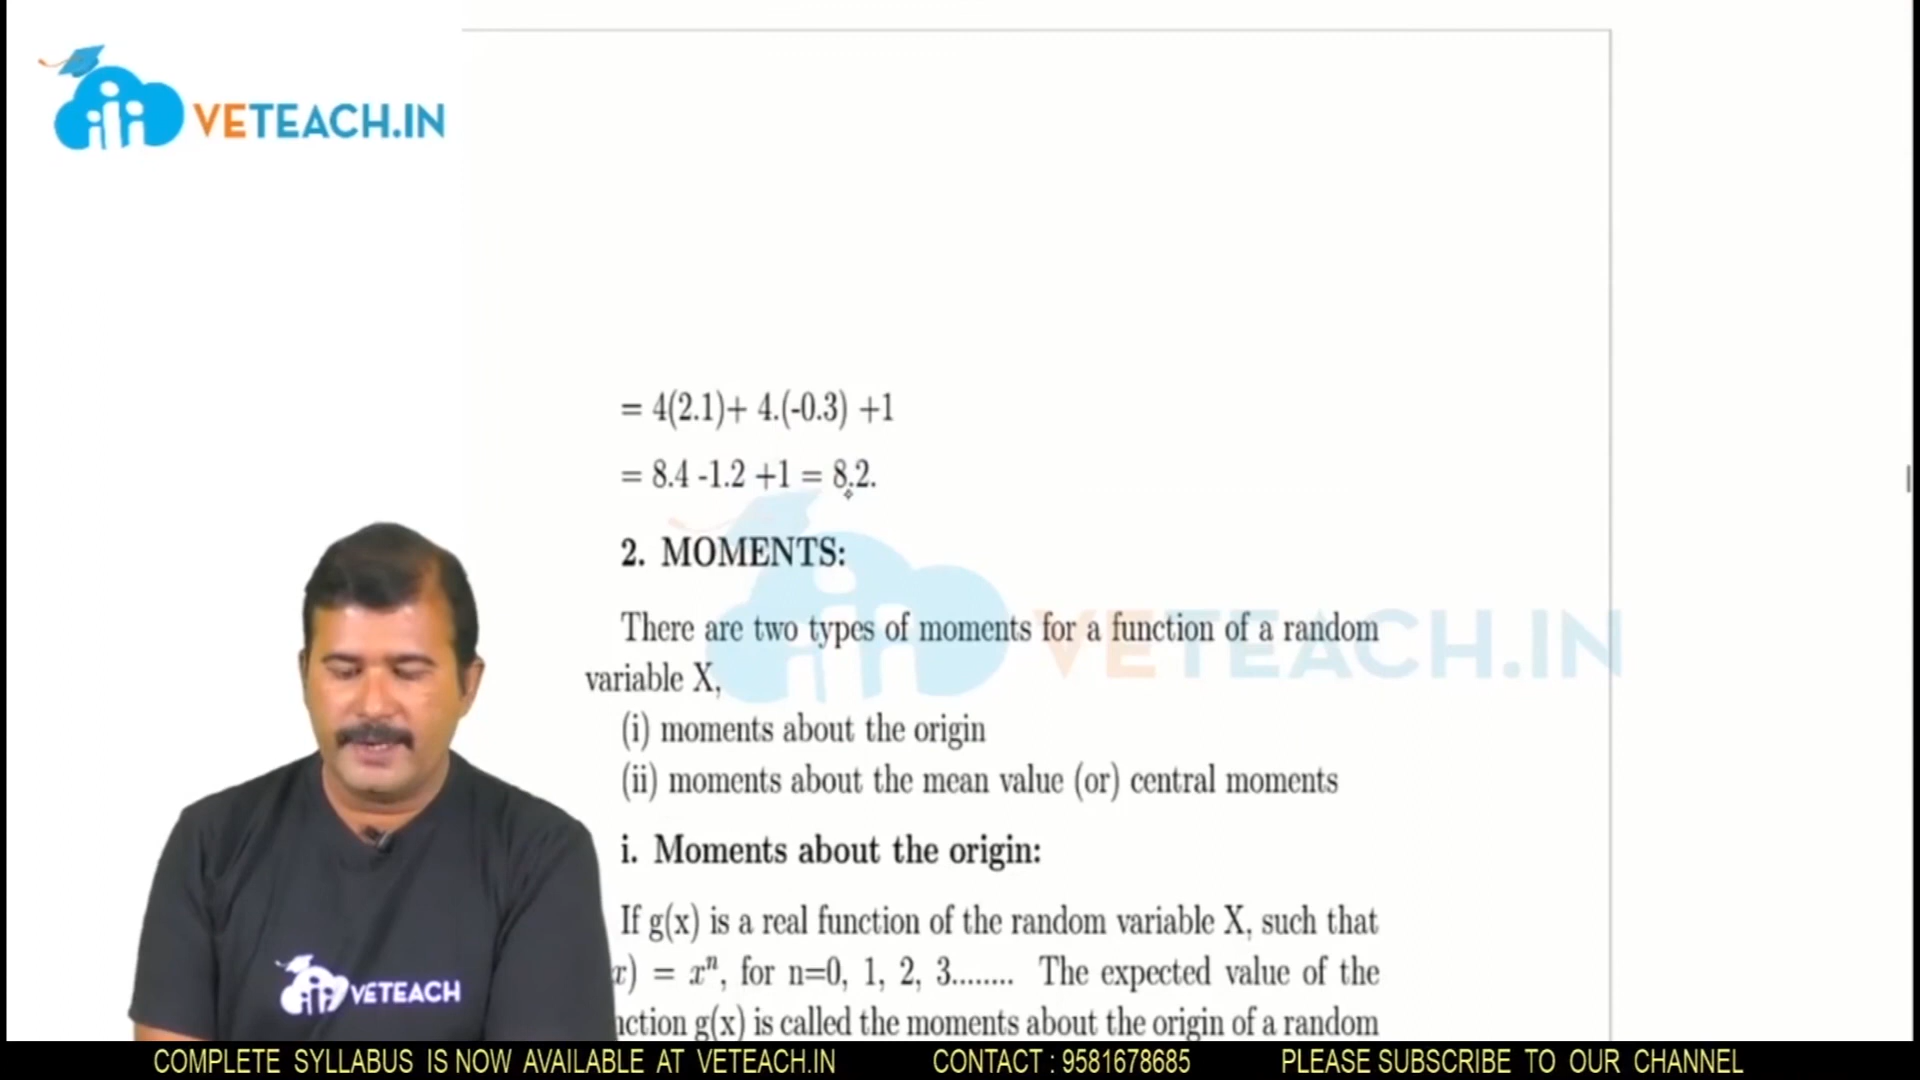 VETEACH.IN
= 4(2.1)+ 4.(-0.3) +1
= 8.4 -1.2 +1 = 8.2.
2. MOMENTS:
There are two types of moments for a function of a random
variable X,
(i) moments about the origin
(ii) moments about the mean value (or) central moments
i. Moments about the origin:
If g(x) is a real function of the random variable X, such that
x) = xⁿ, for n=0, 1, 2, 3........ The expected value of the
nction g(x) is called the moments about the origin of a random
VETEACH.IN
VETEACH
COMPLETE SYLLABUS IS NOW AVAILABLE AT VETEACH.IN CONTACT : 9581678685 PLEASE SUBSCRIBE TO OUR CHANNEL